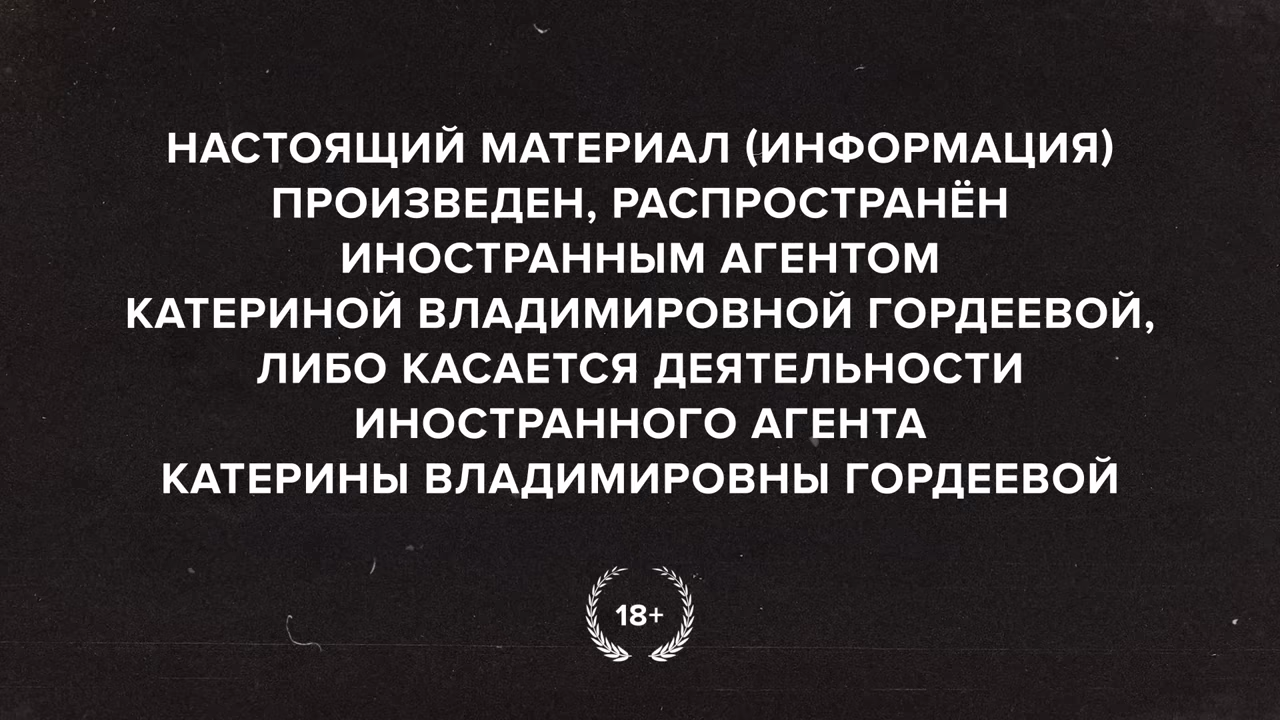 НАСТОЯЩИЙ МАТЕРИАЛ (ИНФОРМАЦИЯ)
ПРОИЗВЕДЕН, РАСПРОСТРАНЁН
ИНОСТРАННЫМ АГЕНТОМ
КАТЕРИНОЙ ВЛАДИМИРОВНОЙ ГОРДЕЕВОЙ,
ЛИБО КАСАЕТСЯ ДЕЯТЕЛЬНОСТИ
ИНОСТРАННОГО АГЕНТА
КАТЕРИНЫ ВЛАДИМИРОВНЫ ГОРДЕЕВОЙ
18+